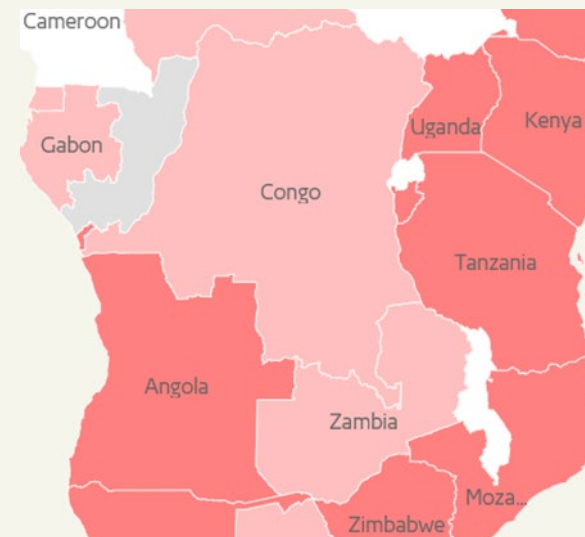 Cameroon
Uganda
Kenya
Gabon
Congo
Tanzania
Angola
Zambia
Moza...
Zimbabwe